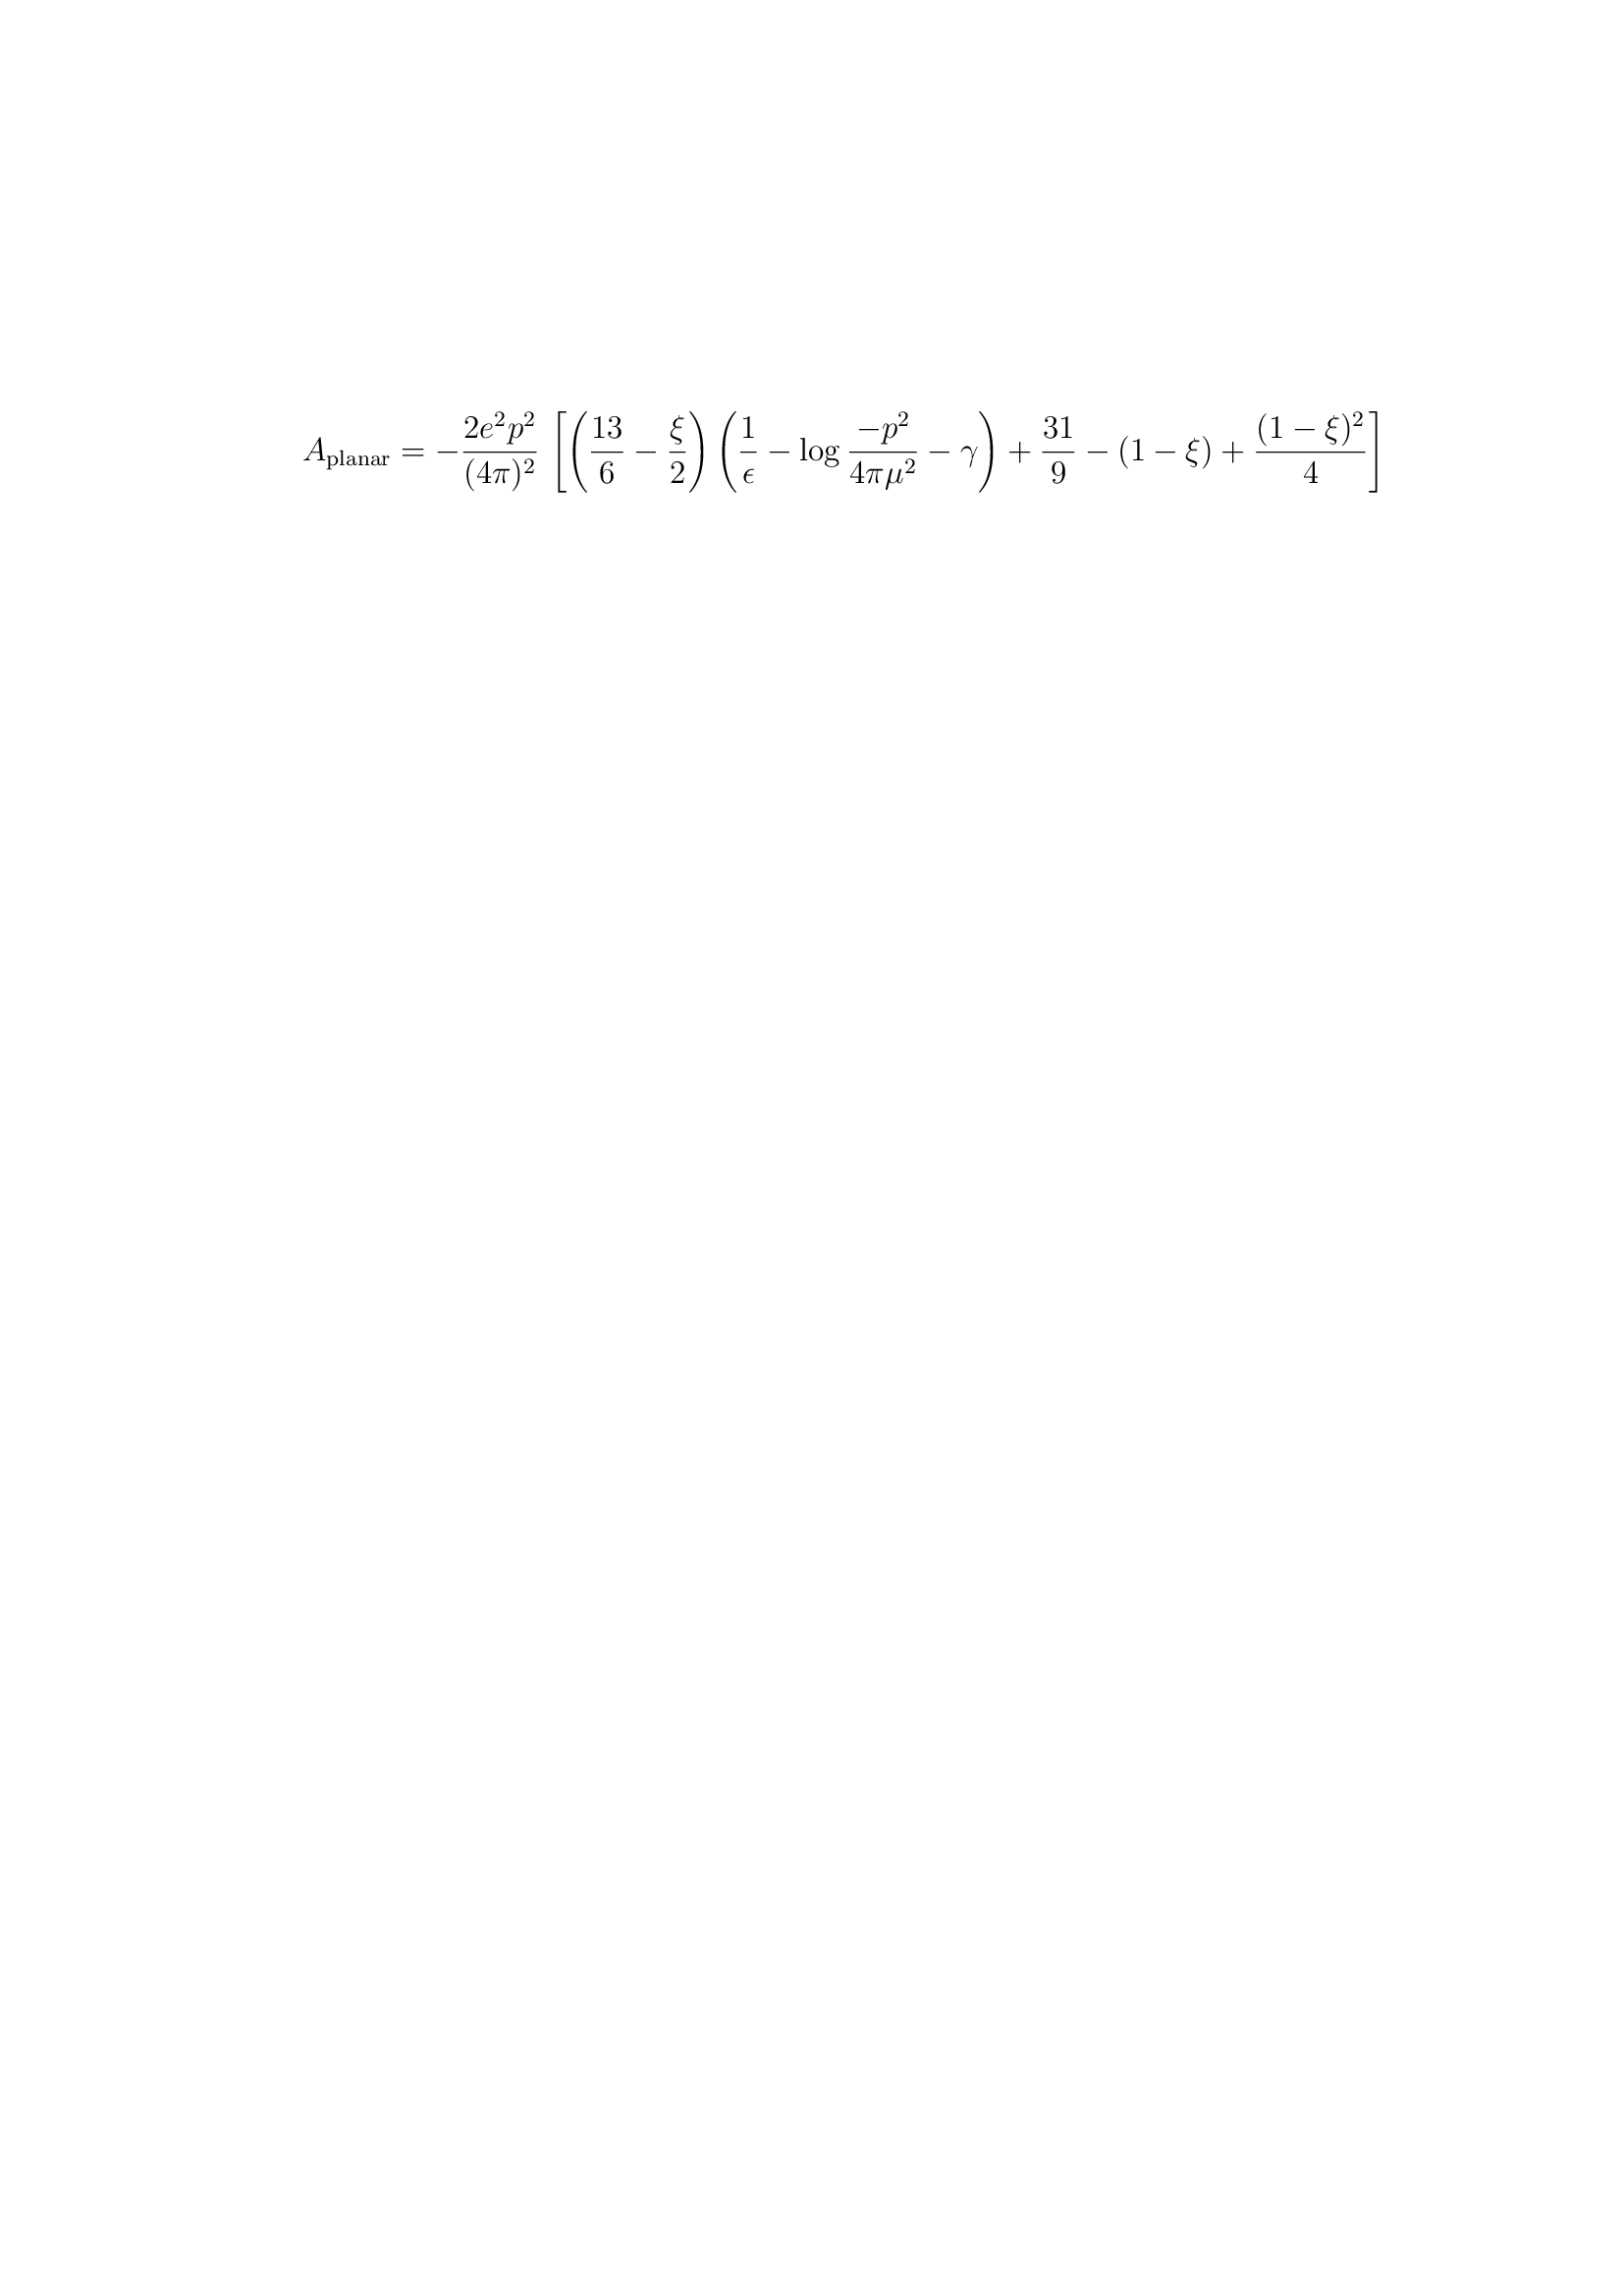 $A_{\text{planar}} = -\frac{2e^2p^2}{(4\pi)^2} \left[ \left( \frac{13}{6} - \frac{\xi}{2} \right) \left( \frac{1}{\epsilon} - \log \frac{-p^2}{4\pi\mu^2} - \gamma \right) + \frac{31}{9} - (1-\xi) + \frac{(1-\xi)^2}{4} \right]$